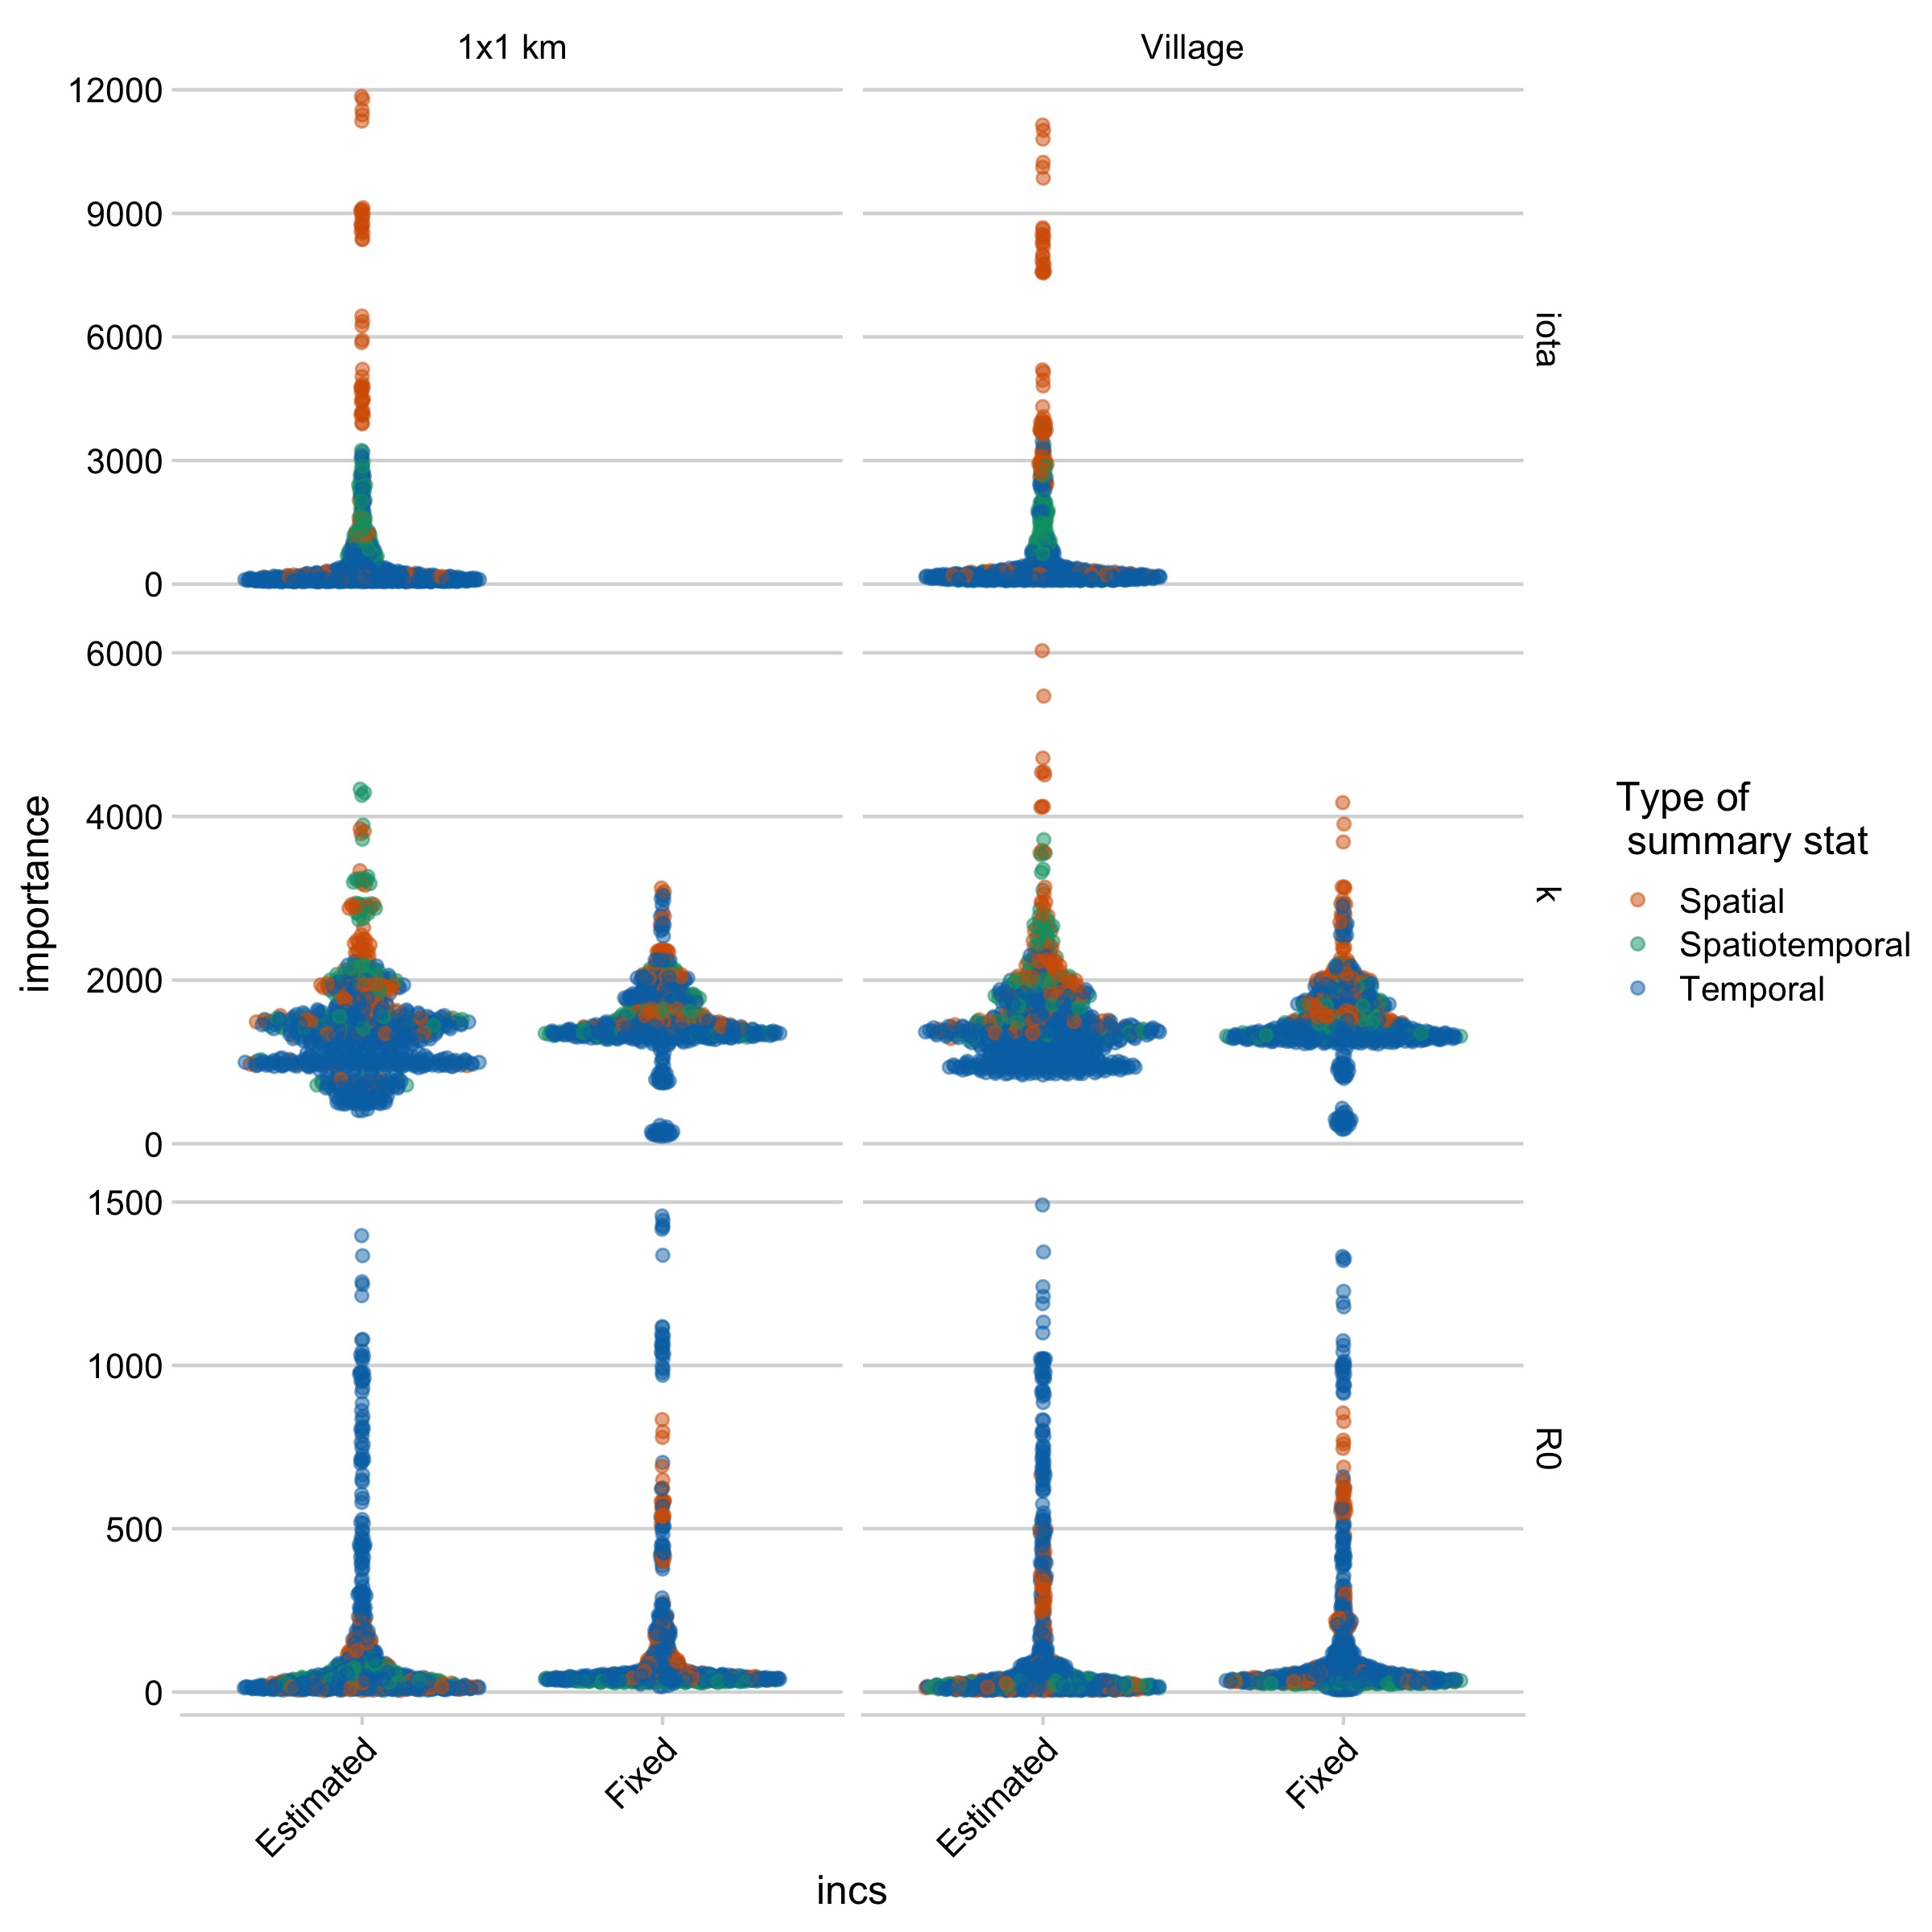 1x1 km
Village
12000
9000
6000
3000
0
iota
6000
4000
2000
0
k
1500
1000
500
0
R0
importance
Estimated
Fixed
Estimated
Fixed
incs
Type of
summary stat
Spatial
Spatiotemporal
Temporal